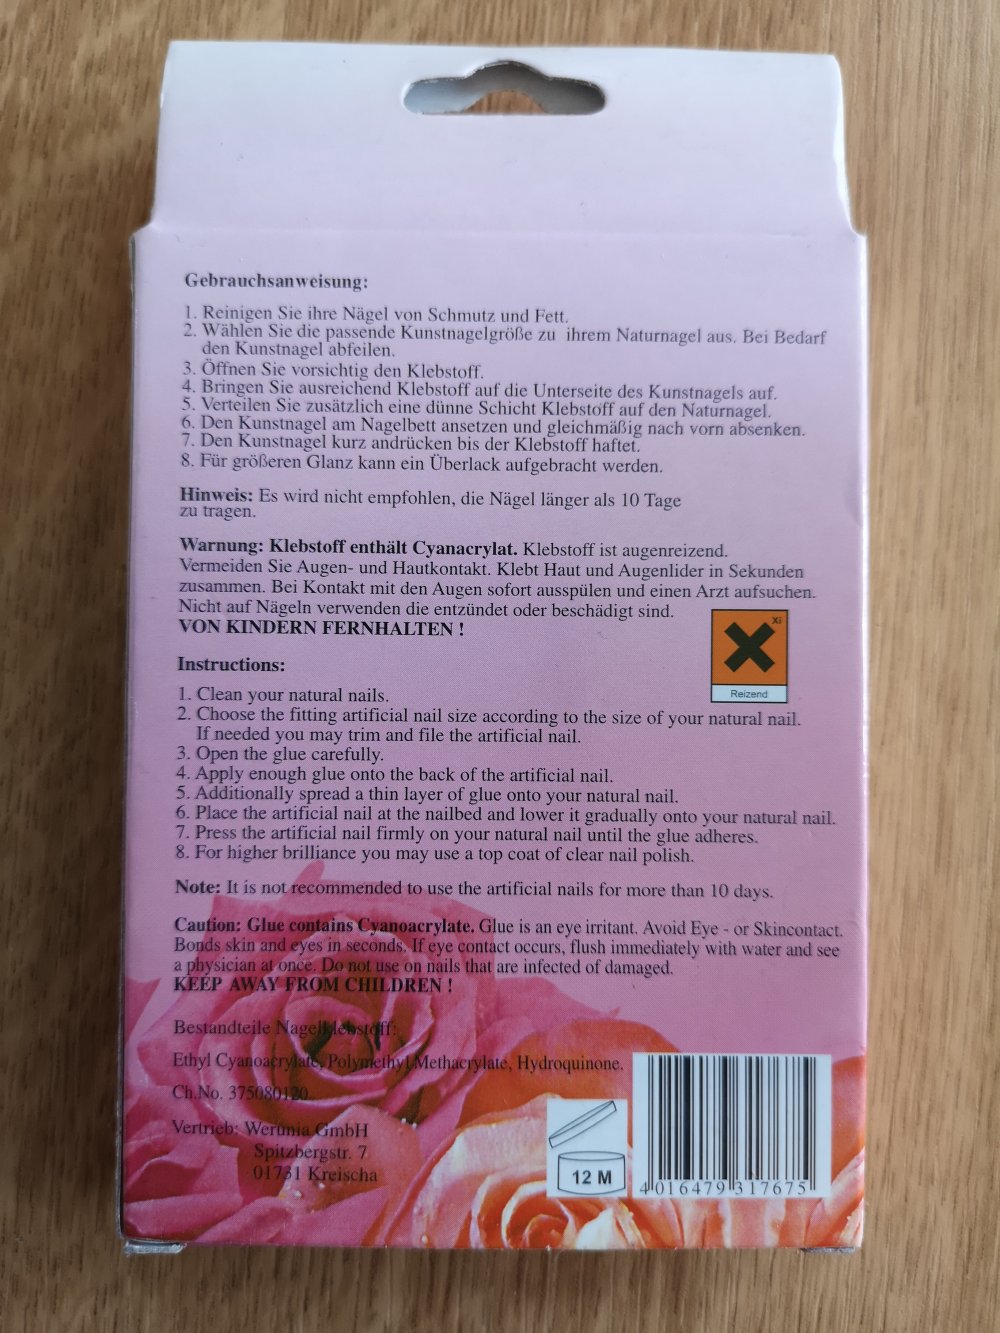 Gebrauchsanweisung:
1. Reinigen Sie ihre Nägel von Schmutz und Fett.
2. Wählen Sie die passende Kunstnagelgröße zu ihrem Naturnagel aus. Bei Bedarf
den Kunstnagel abfeilen.
3. Öffnen Sie vorsichtig den Klebstoff.
4. Bringen Sie ausreichend Klebstoff auf die Unterseite des Kunstnagels auf.
5. Verteilen Sie zusätzlich eine dünne Schicht Klebstoff auf den Naturnagel.
6. Den Kunstnagel am Nagelbett ansetzen und gleichmäßig nach vorn absenken.
7. Den Kunstnagel kurz andrücken bis der Klebstoff haftet.
8. Für größeren Glanz kann ein Überlack aufgebracht werden.
Hinweis: Es wird nicht empfohlen, die Nägel länger als 10 Tage
zu tragen.
Warnung: Klebstoff enthält Cyanacrylat. Klebstoff ist augenreizend.
Vermeiden Sie Augen- und Hautkontakt. Klebt Haut und Augenlider in Sekunden
zusammen. Bei Kontakt mit den Augen sofort ausspülen und einen Arzt aufsuchen.
Nicht auf Nägeln verwenden die entzündet oder beschädigt sind.
VON KINDERN FERNHALTEN !
Xi
Reizend
Instructions:
1. Clean your natural nails.
2. Choose the fitting artificial nail size according to the size of your natural nail.
If needed you may trim and file the artificial nail.
3. Open the glue carefully.
4. Apply enough glue onto the back of the artificial nail.
5. Additionally spread a thin layer of glue onto your natural nail.
6. Place the artificial nail at the nailbed and lower it gradually onto your natural nail.
7. Press the artificial nail firmly on your natural nail until the glue adheres.
8. For higher brilliance you may use a top coat of clear nail polish.
Note: It is not recommended to use the artificial nails for more than 10 days.
Caution: Glue contains Cyanoacrylate. Glue is an eye irritant. Avoid Eye - or Skincontact.
Bonds skin and eyes in seconds. If eye contact occurs, flush immediately with water and see
a physician at once. Do not use on nails that are infected of damaged.
KEEP AWAY FROM CHILDREN !
Bestandteile Nagelklebstoff:
Ethyl Cyanoacrylate, Polymethyl Methacrylate, Hydroquinone.
Ch.No. 375080120
Vertrieb: Werunia GmbH
Spitzbergstr. 7
01731 Kreischa
12 M
4 016479 317675